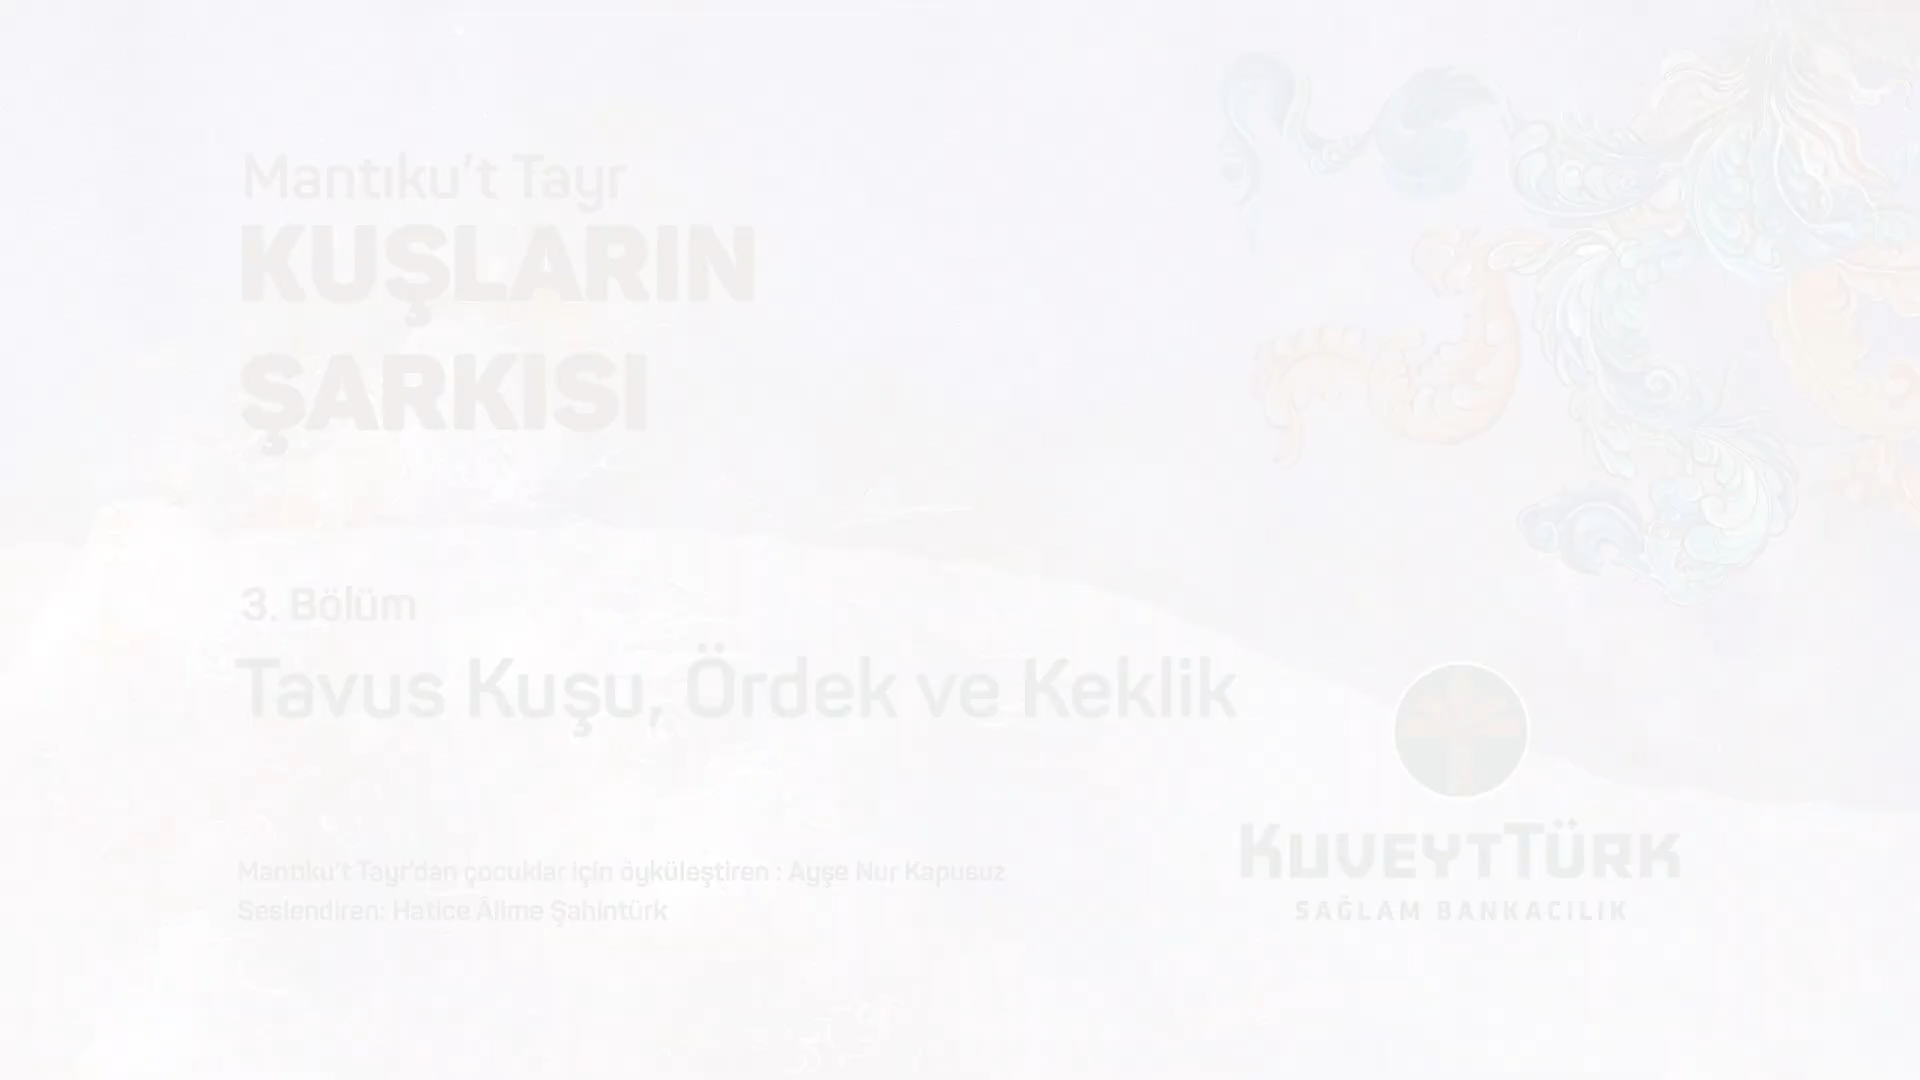 Mantıku't Tayr
KUŞLARIN
ŞARKISI
3. Bölüm
Tavus Kuşu, Ördek ve Keklik
Mantıku't Tayr'dan çocuklar için öyküleştiren : Ayşe Nur Kapusuz
Seslendiren: Hatice Âlime Şahintürk
KUVEYTTÜRK
SAĞLAM BANKACILIK